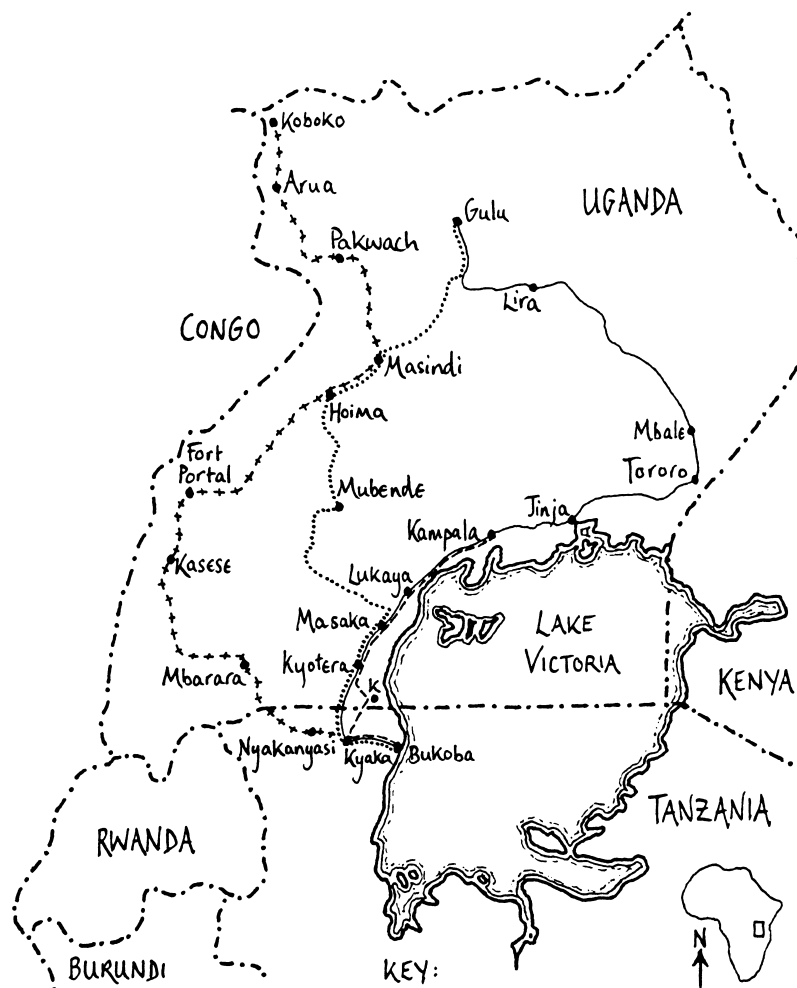 Koboko
Arua
Gulu
UGANDA
Pakwach
Lira
CONGO
Masindi
Hoima
Mbale
Fort
Portal
Tororo
Mubende
Jinja
Kampala
Kasese
Lukaya
Masaka
LAKE
VICTORIA
Kyotera
Mbarara
K
KENYA
Nyakanyasi
Kyaka
Bukoba
TANZANIA
RWANDA
N
BURUNDI
KEY: